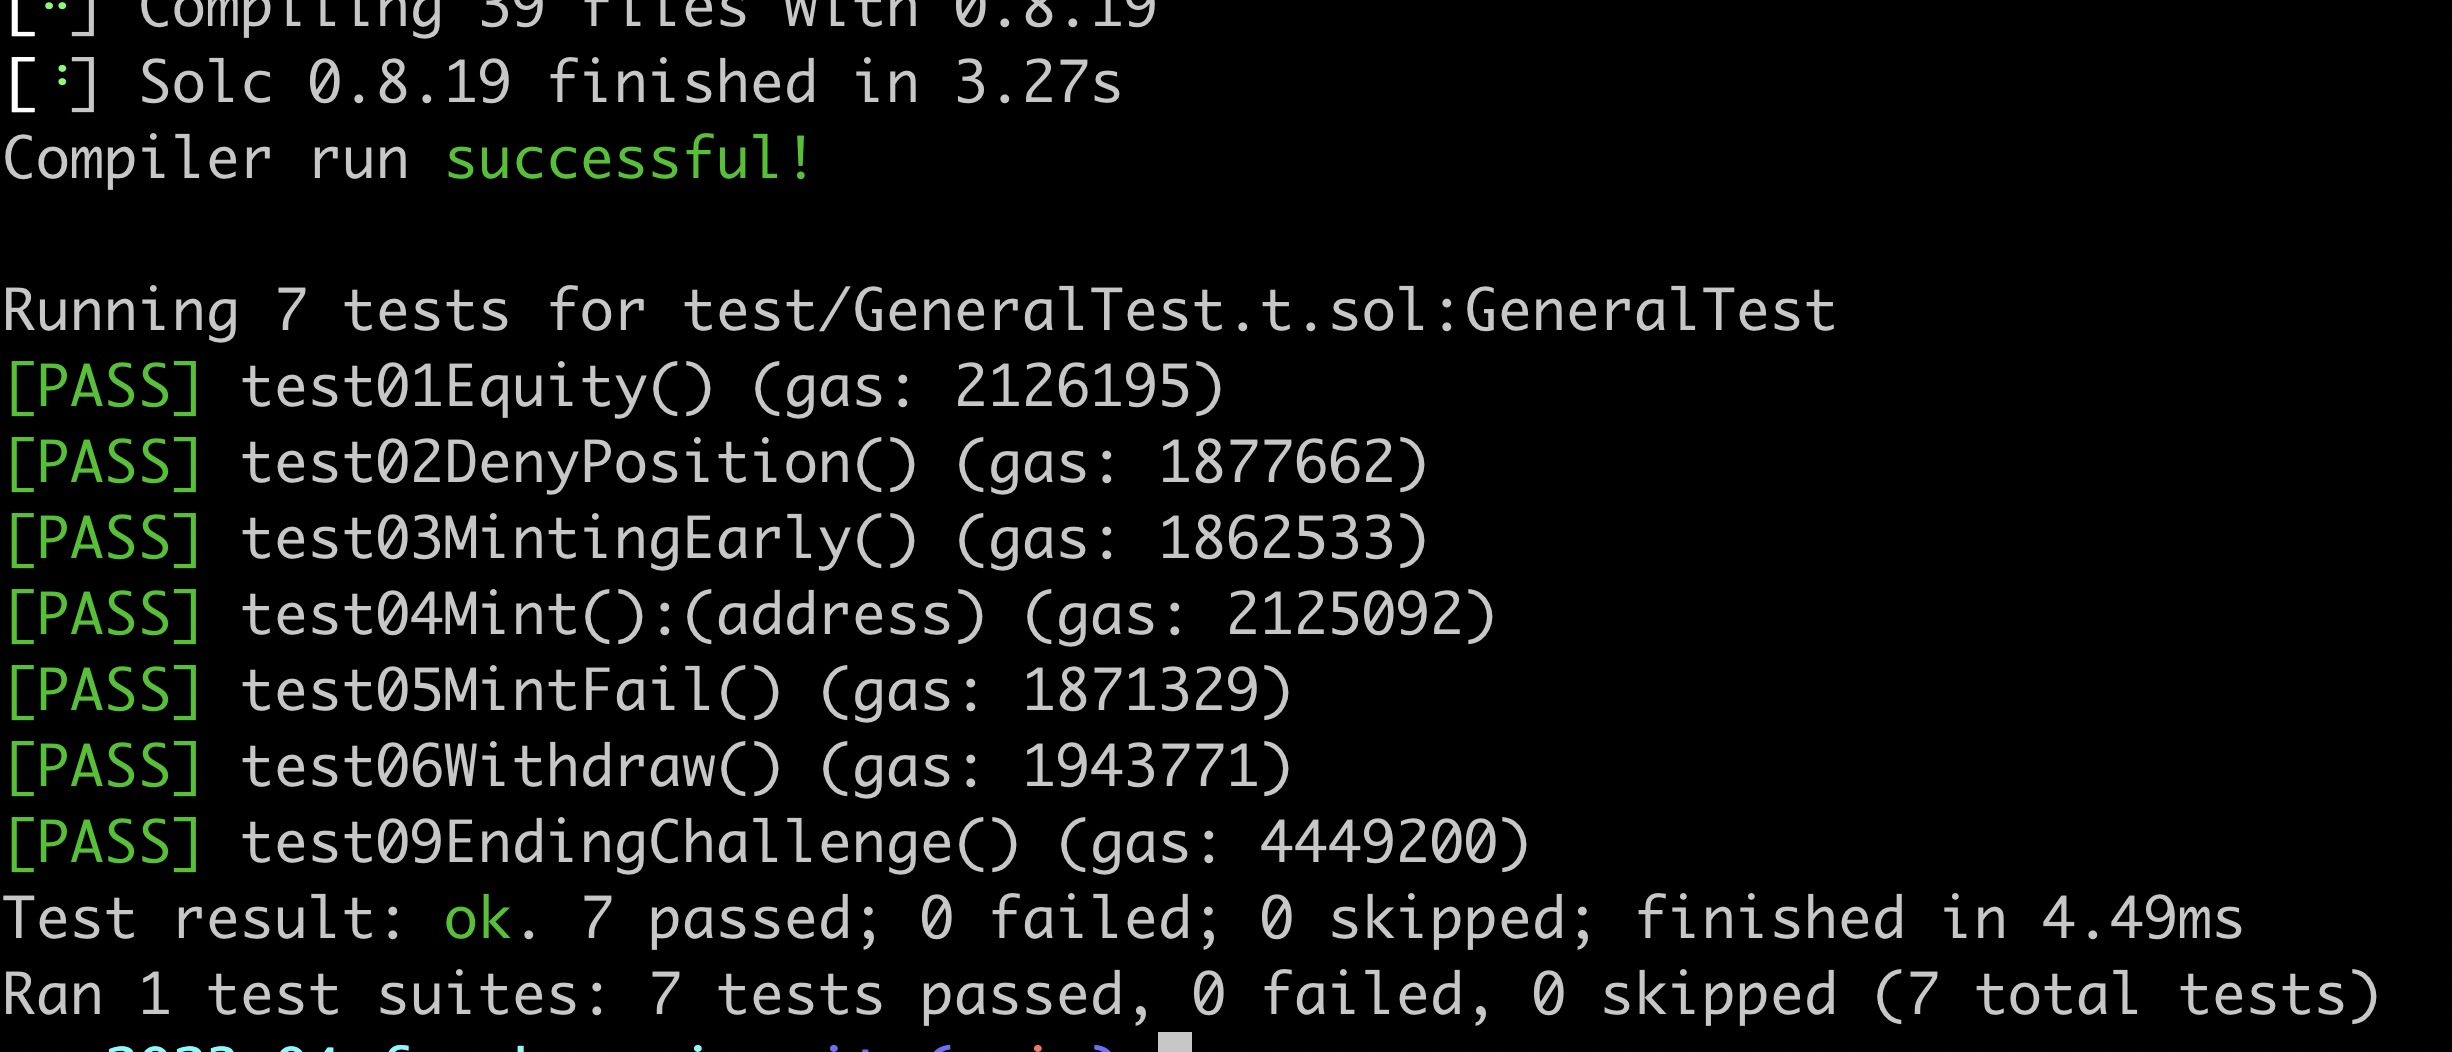 [⠑] Compiling 39 files with 0.8.19
[⠘] Solc 0.8.19 finished in 3.27s
Compiler run successful!
Running 7 tests for test/GeneralTest.t.sol:GeneralTest
[PASS] test01Equity() (gas: 2126195)
[PASS] test02DenyPosition() (gas: 1877662)
[PASS] test03MintingEarly() (gas: 1862533)
[PASS] test04Mint():(address) (gas: 2125092)
[PASS] test05MintFail() (gas: 1871329)
[PASS] test06Withdraw() (gas: 1943771)
[PASS] test09EndingChallenge() (gas: 4449200)
Test result: ok. 7 passed; 0 failed; 0 skipped; finished in 4.49ms
Ran 1 test suites: 7 tests passed, 0 failed, 0 skipped (7 total tests)